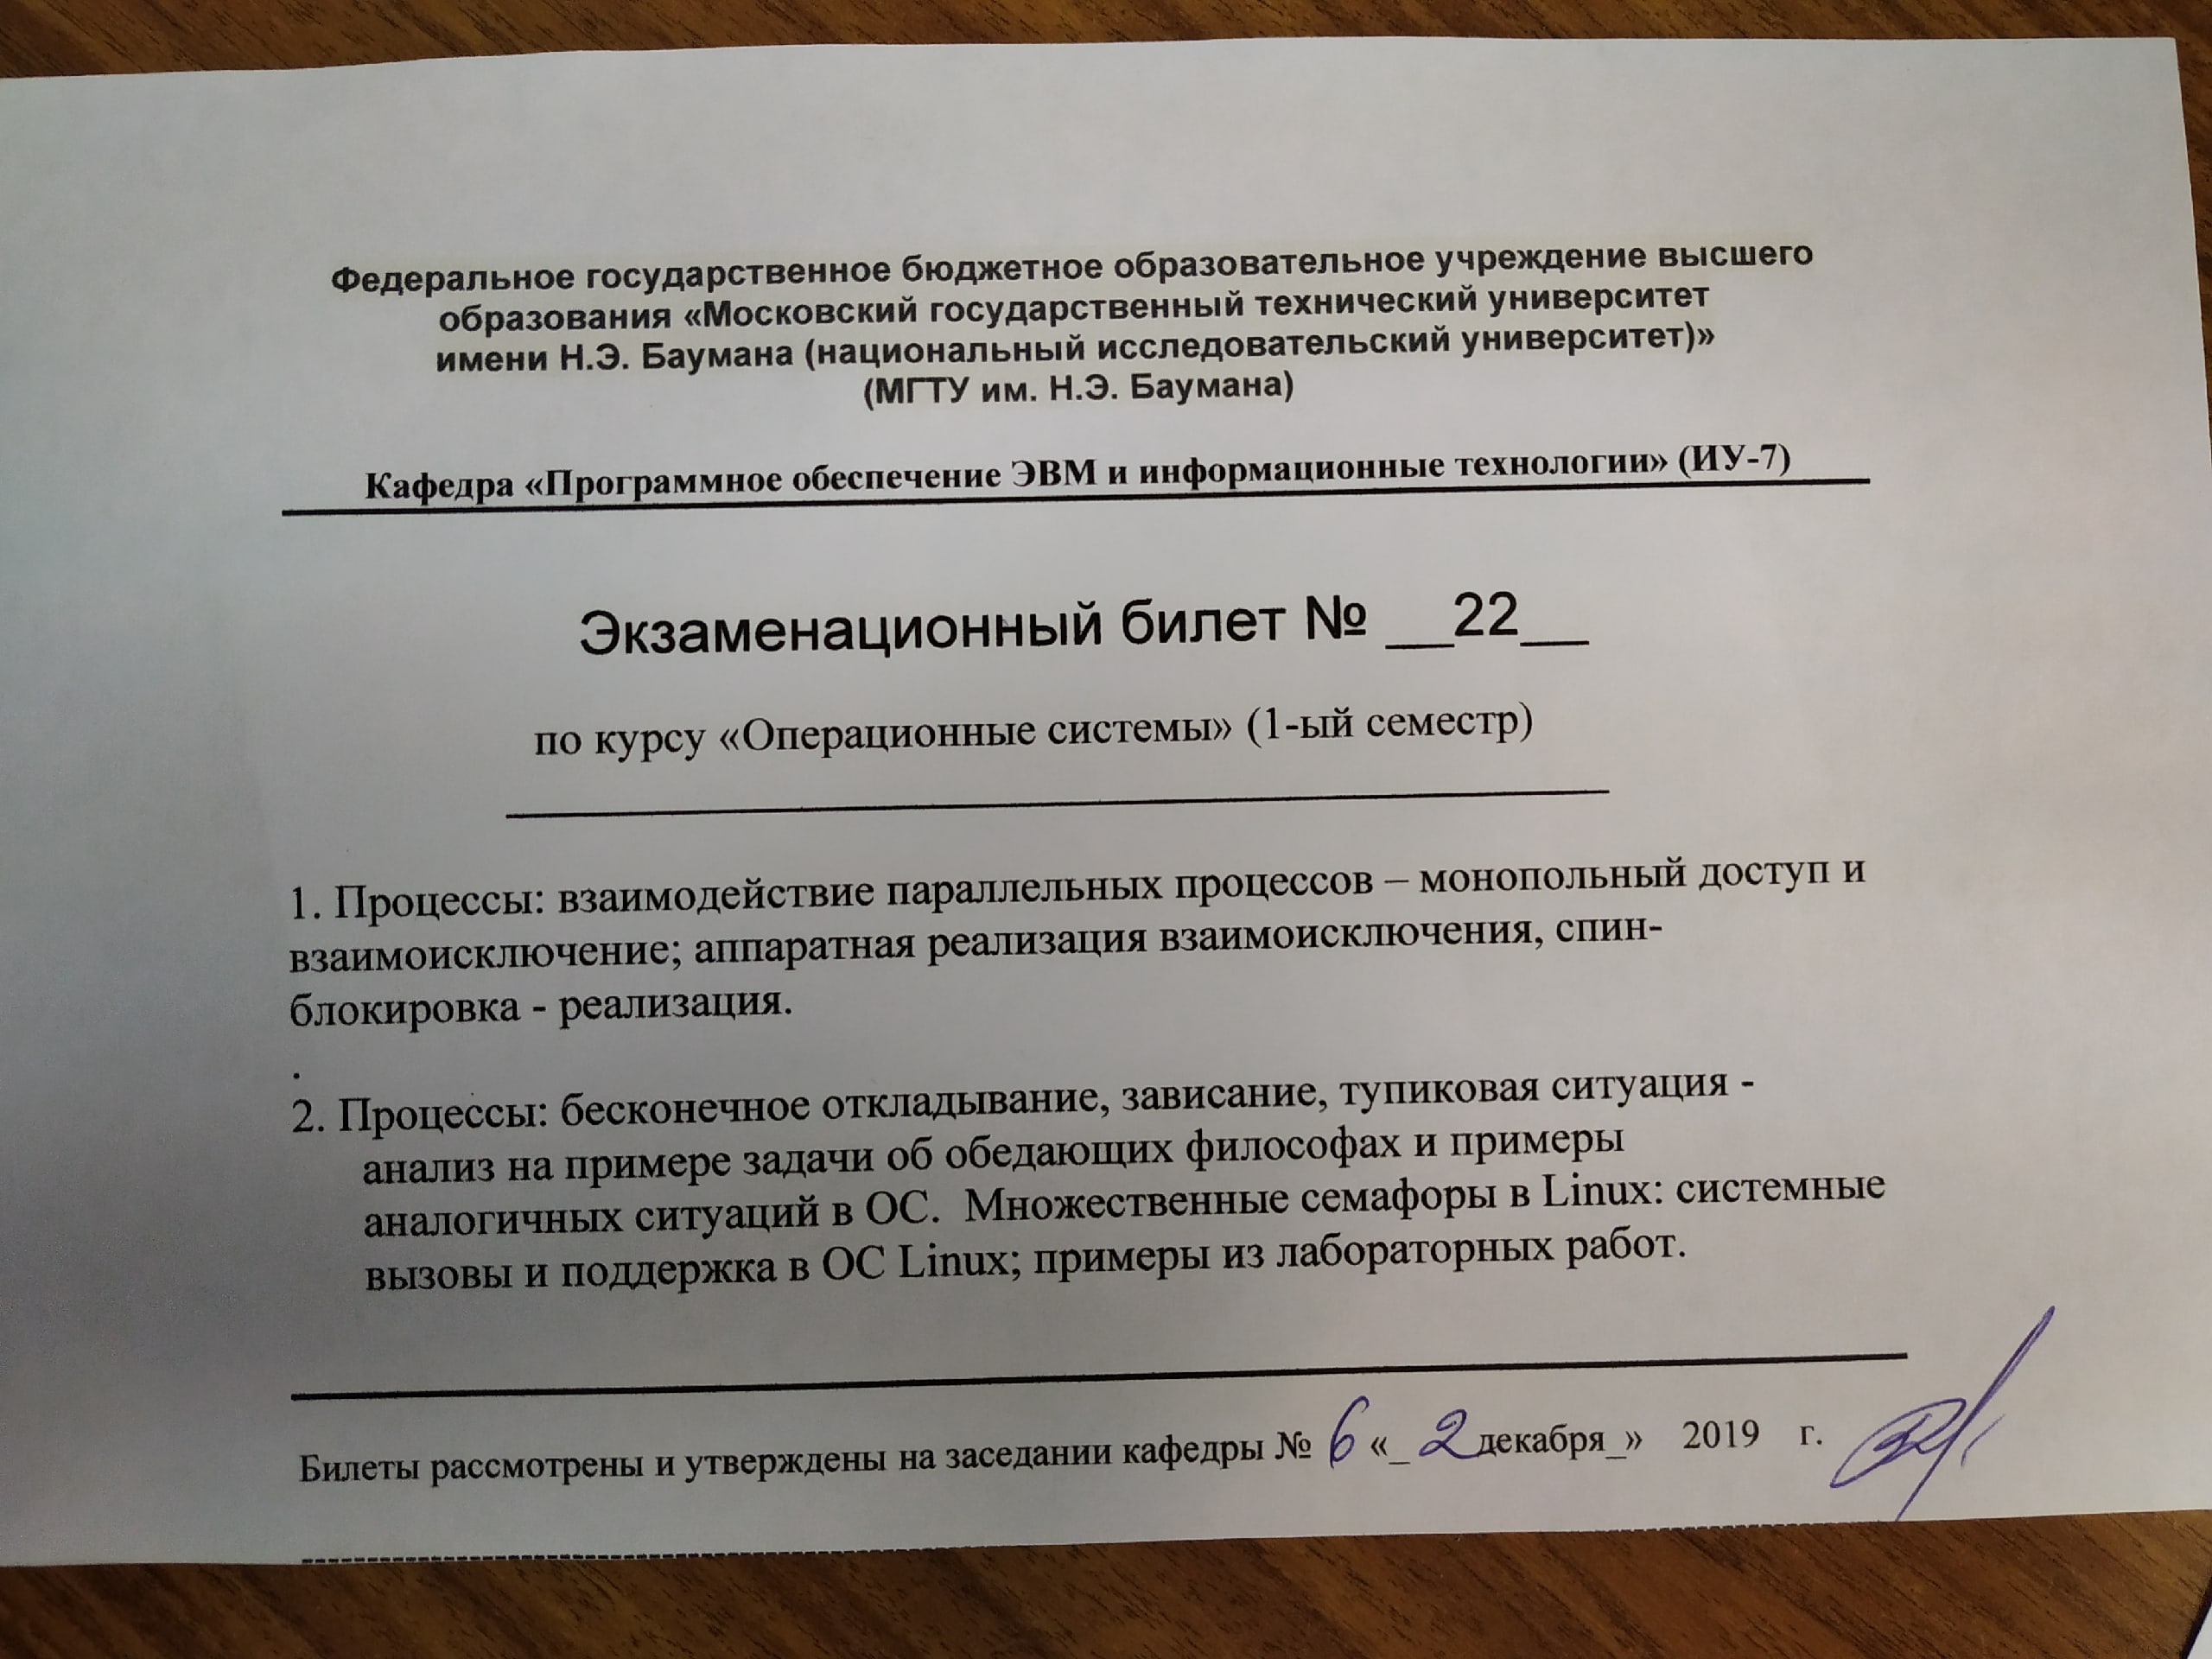 Федеральное государственное бюджетное образовательное учреждение высшего
образования «Московский государственный технический университет
имени Н.Э. Баумана (национальный исследовательский университет)»
(МГТУ им. Н.Э. Баумана)
Кафедра «Программное обеспечение ЭВМ и информационные технологии» (ИУ-7)
Экзаменационный билет № __22__
по курсу «Операционные системы» (1-ый семестр)
1. Процессы: взаимодействие параллельных процессов – монопольный доступ и
взаимоисключение; аппаратная реализация взаимоисключения, спин-
блокировка - реализация.
.
2. Процессы: бесконечное откладывание, зависание, тупиковая ситуация -
анализ на примере задачи об обедающих философах и примеры
аналогичных ситуаций в ОС. Множественные семафоры в Linux: системные
вызовы и поддержка в ОС Linux; примеры из лабораторных работ.
Билеты рассмотрены и утверждены на заседании кафедры № 6 «_2декабря_» 2019 г.